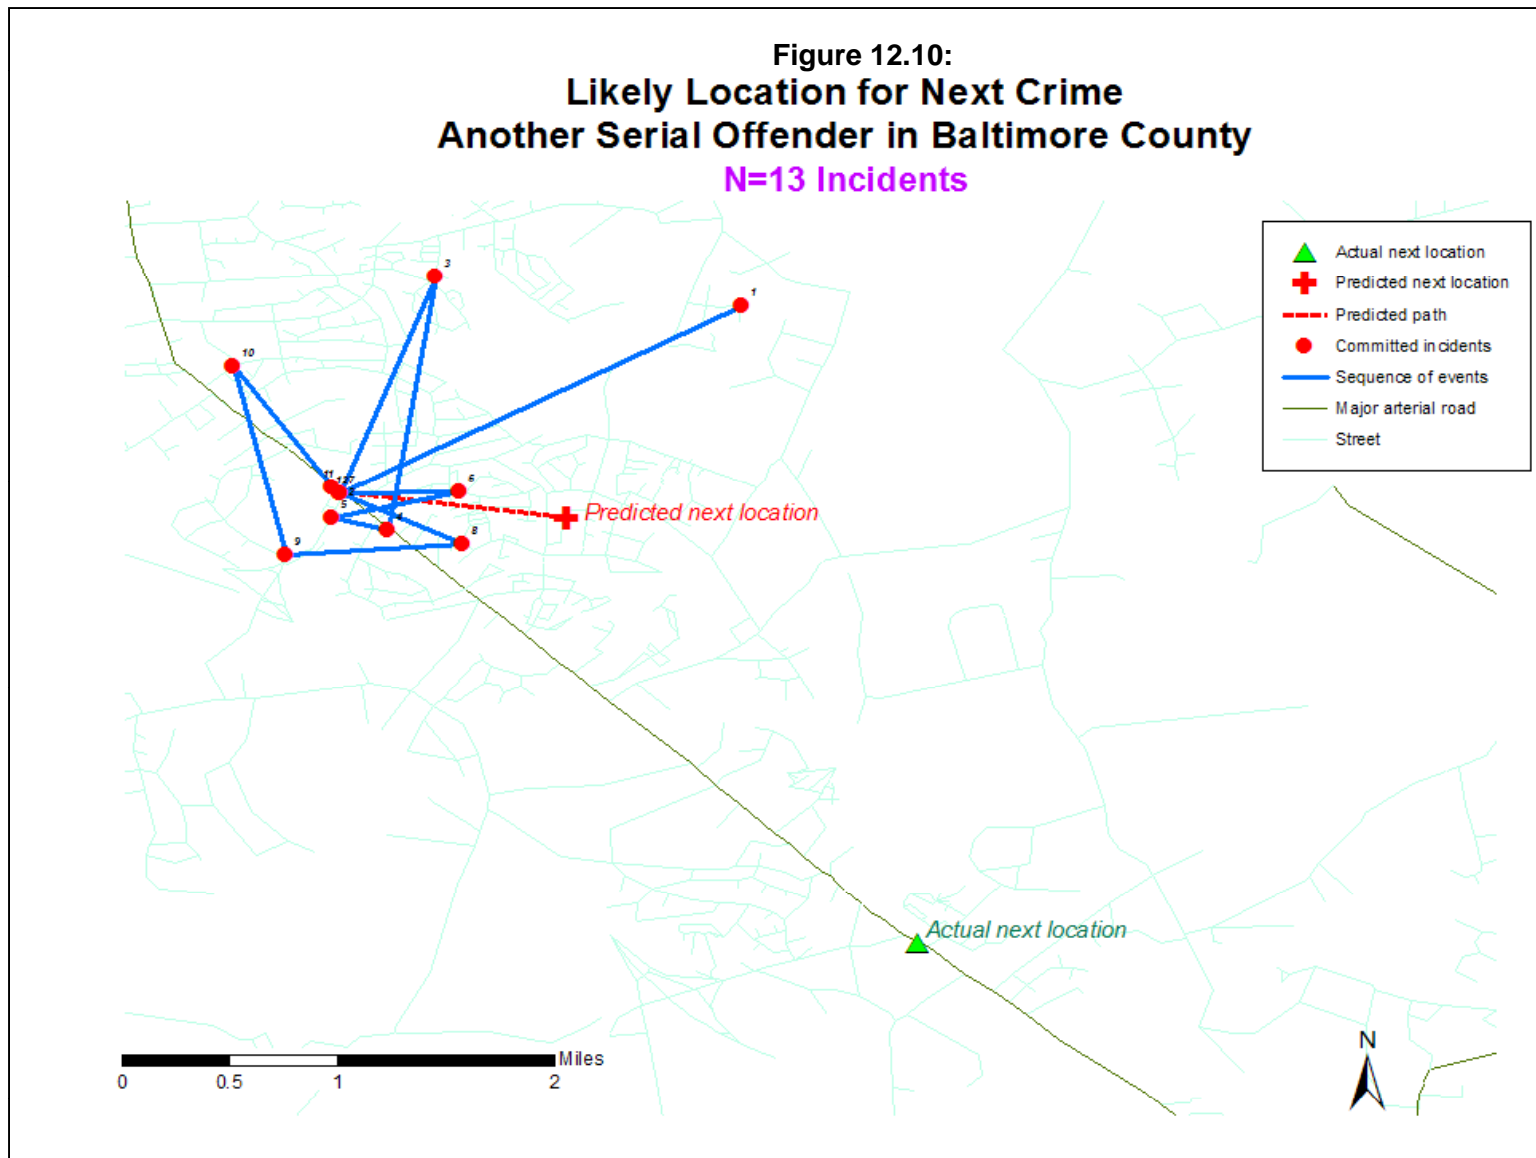 Figure 12.10:
Likely Location for Next Crime
Another Serial Offender in Baltimore County
N=13 Incidents
Actual next location
Predicted next location
Predicted path
Committed incidents
Sequence of events
Major arterial road
Street
3
1
10
11
6
5
8
9
Predicted next location
Actual next location
Miles
0 0.5 1 2
N